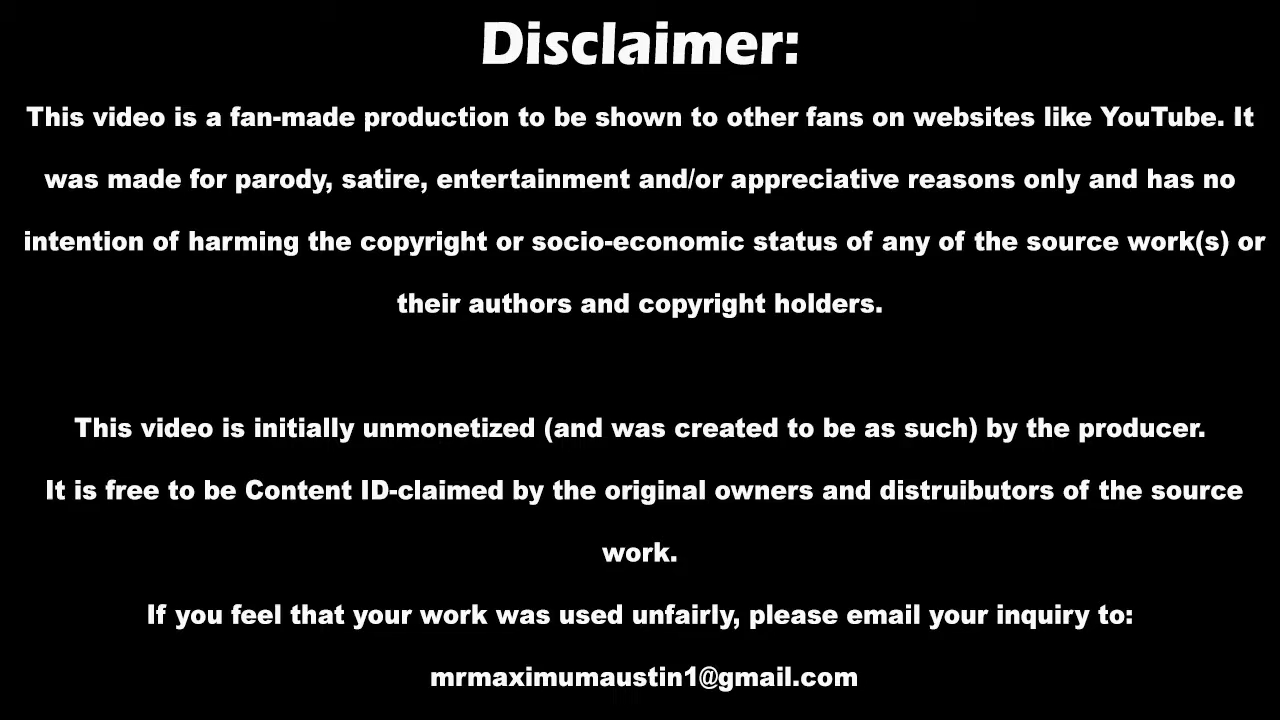 Disclaimer:
This video is a fan-made production to be shown to other fans on websites like YouTube. It
was made for parody, satire, entertainment and/or appreciative reasons only and has no
intention of harming the copyright or socio-economic status of any of the source work(s) or
their authors and copyright holders.
This video is initially unmonetized (and was created to be as such) by the producer.
It is free to be Content ID-claimed by the original owners and distruibutors of the source
work.
If you feel that your work was used unfairly, please email your inquiry to:
mrmaximumaustin1@gmail.com